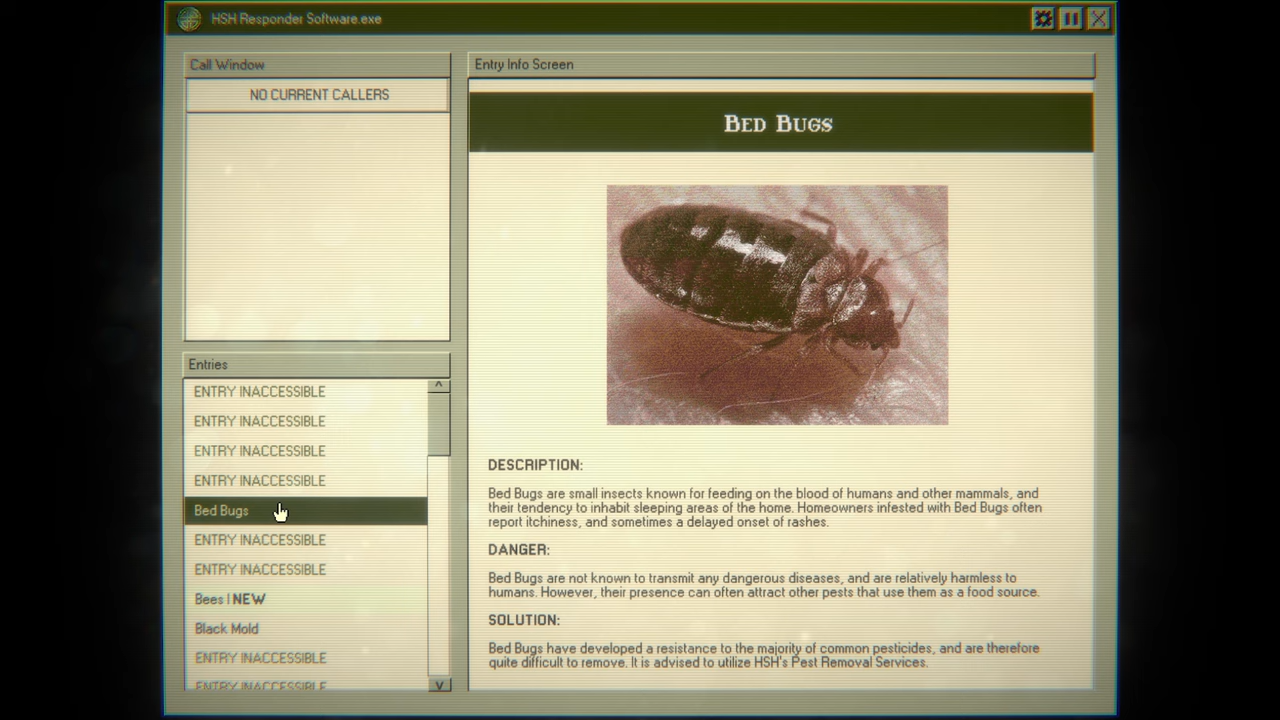 HSH Responder Software.exe
Call Window
NO CURRENT CALLERS
Entries
ENTRY INACCESSIBLE
ENTRY INACCESSIBLE
ENTRY INACCESSIBLE
ENTRY INACCESSIBLE
Bed Bugs
ENTRY INACCESSIBLE
ENTRY INACCESSIBLE
Bees | NEW
Black Mold
ENTRY INACCESSIBLE
ENTRY INACCESSIBLE
Entry Info Screen
BED BUGS
DESCRIPTION:
Bed Bugs are small insects known for feeding on the blood of humans and other mammals, and
their tendency to inhabit sleeping areas of the home. Homeowners infested with Bed Bugs often
report itchiness, and sometimes a delayed onset of rashes.
DANGER:
Bed Bugs are not known to transmit any dangerous diseases, and are relatively harmless to
humans. However, their presence can often attract other pests that use them as a food source.
SOLUTION:
Bed Bugs have developed a resistance to the majority of common pesticides, and are therefore
quite difficult to remove. It is advised to utilize HSH's Pest Removal Services.